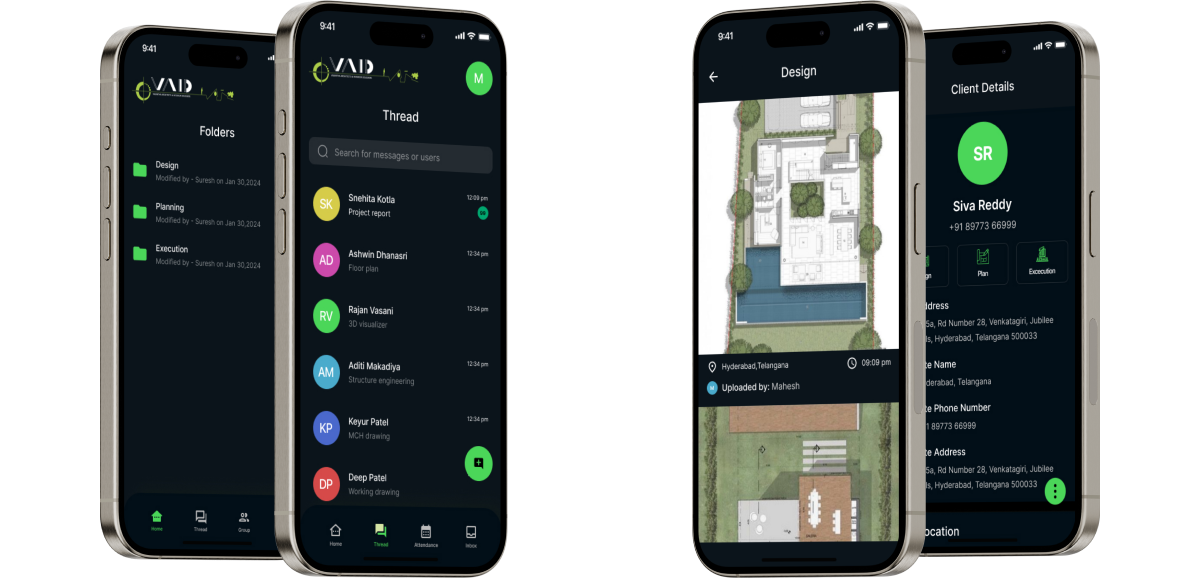 9:41
VAD
Folders
Design
Modified by - Suresh on Jan 30,2024
Planning
Modified by - Suresh on Jan 30,2024
Execution
Modified by - Suresh on Jan 30,2024
Home
Thread
Group
9:41
VAD
M
Thread
Search for messages or users
SK
Snehita Kotla
12:09 pm
Project report
AD
Ashwin Dhanasri
12:34 pm
Floor plan
RV
Rajan Vasani
12:34 pm
3D visualizer
AM
Aditi Makadiya
12:34 pm
Structure engineering
KP
Keyur Patel
12:34 pm
MCH drawing
DP
Deep Patel
Working drawing
Home
Thread
Attendance
Inbox
9:41
Design
Hyderabad,Telangana
09:09 pm
M
Uploaded by: Mahesh
Client Details
SR
Siva Reddy
+91 89773 66999
gn
Plan
Excecution
ddress
5a, Rd Number 28, Venkatagiri, Jubilee
ls, Hyderabad, Telangana 500033
te Name
derabad, Telangana
te Phone Number
1 89773 66999
te Address
5a, Rd Number 28, Venkatagiri, Jubilee
ls, Hyderabad, Telangana 500033
ocation